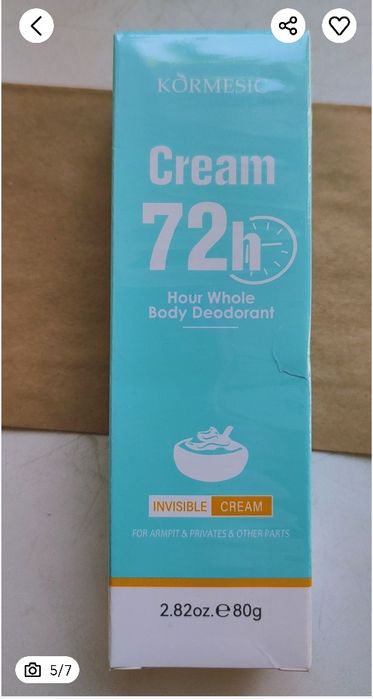 KORMESIC
Cream
72h
Hour Whole
Body Deodorant
INVISIBLE CREAM
FOR ARMPIT & PRIVATES & OTHER PARTS
2.82oz.℮80g
5/7